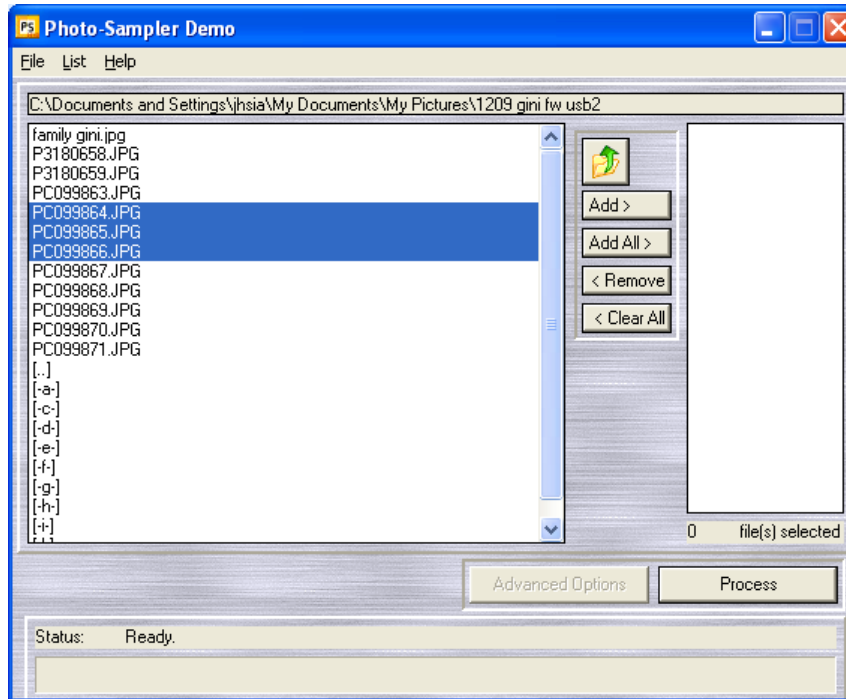 PS Photo-Sampler Demo
File List Help
C:\Documents and Settings\jhsia\My Documents\My Pictures\1209 gini fw usb2
family gini.jpg
P3180658.JPG
P3180659.JPG
PC099863.JPG
PC099864.JPG
PC099865.JPG
PC099866.JPG
PC099867.JPG
PC099868.JPG
PC099869.JPG
PC099870.JPG
PC099871.JPG
[..]
[-a-]
[-c-]
[-d-]
[-e-]
[-f-]
[-g-]
[-h-]
[-i-]
Add >
Add All >
< Remove
< Clear All
0 file(s) selected
Advanced Options
Process
Status: Ready.